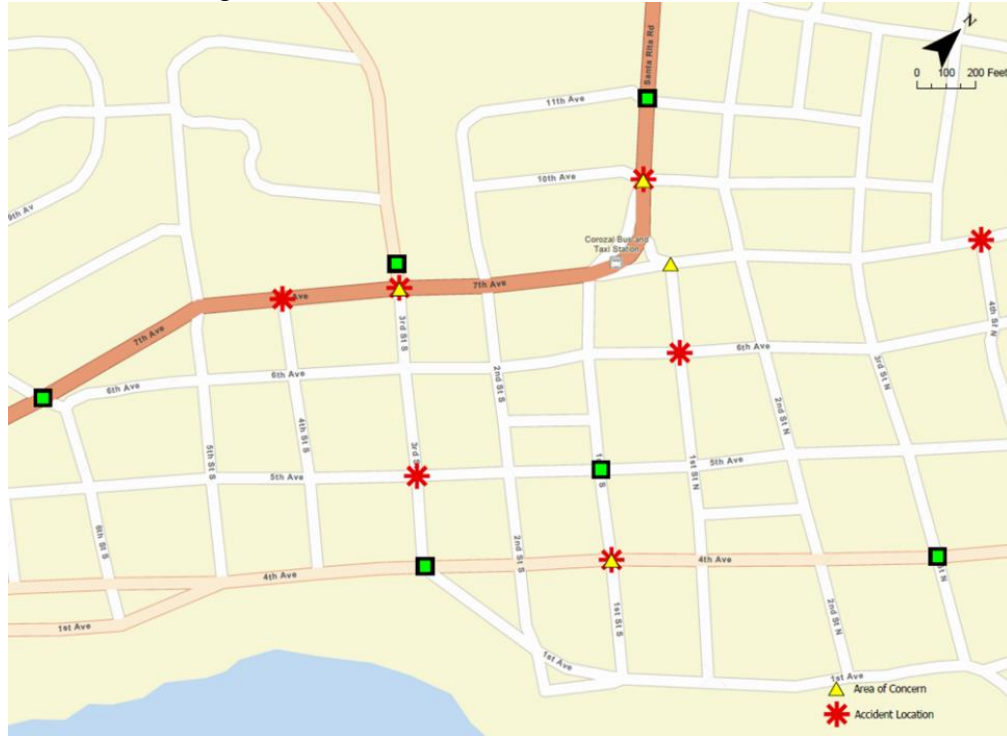 N
0 100 200 Feet
Santa Rita Rd
11th Ave
10th Ave
9th Av
Corozal Bus and
Taxi Station
7th Ave
Ave
7th Ave
3rd St S
4th St N
6th Ave
6th Ave
6th Ave
2nd St S
2nd St N
3rd St N
4th St S
5th St S
3rd S
5th Ave
5th Ave
1st St N
S
6th St S
2nd St S
4th Ave
4th Ave
1st Ave
1st St S
2nd St N
1st Ave
1st Ave
Area of Concern
Accident Location